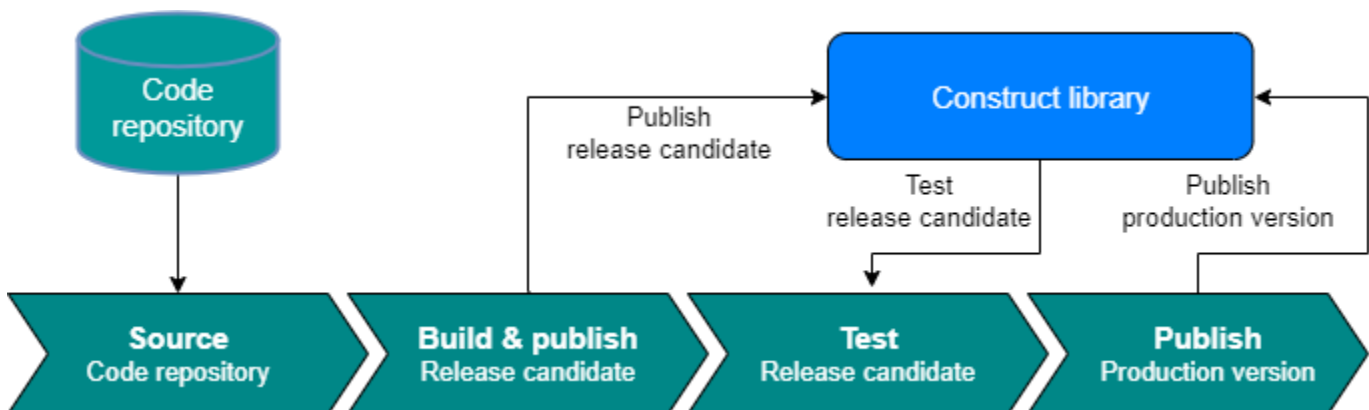 Code
repository
Construct library
Publish
release candidate
Test
release candidate
Publish
production version
Source
Code repository
Build & publish
Release candidate
Test
Release candidate
Publish
Production version